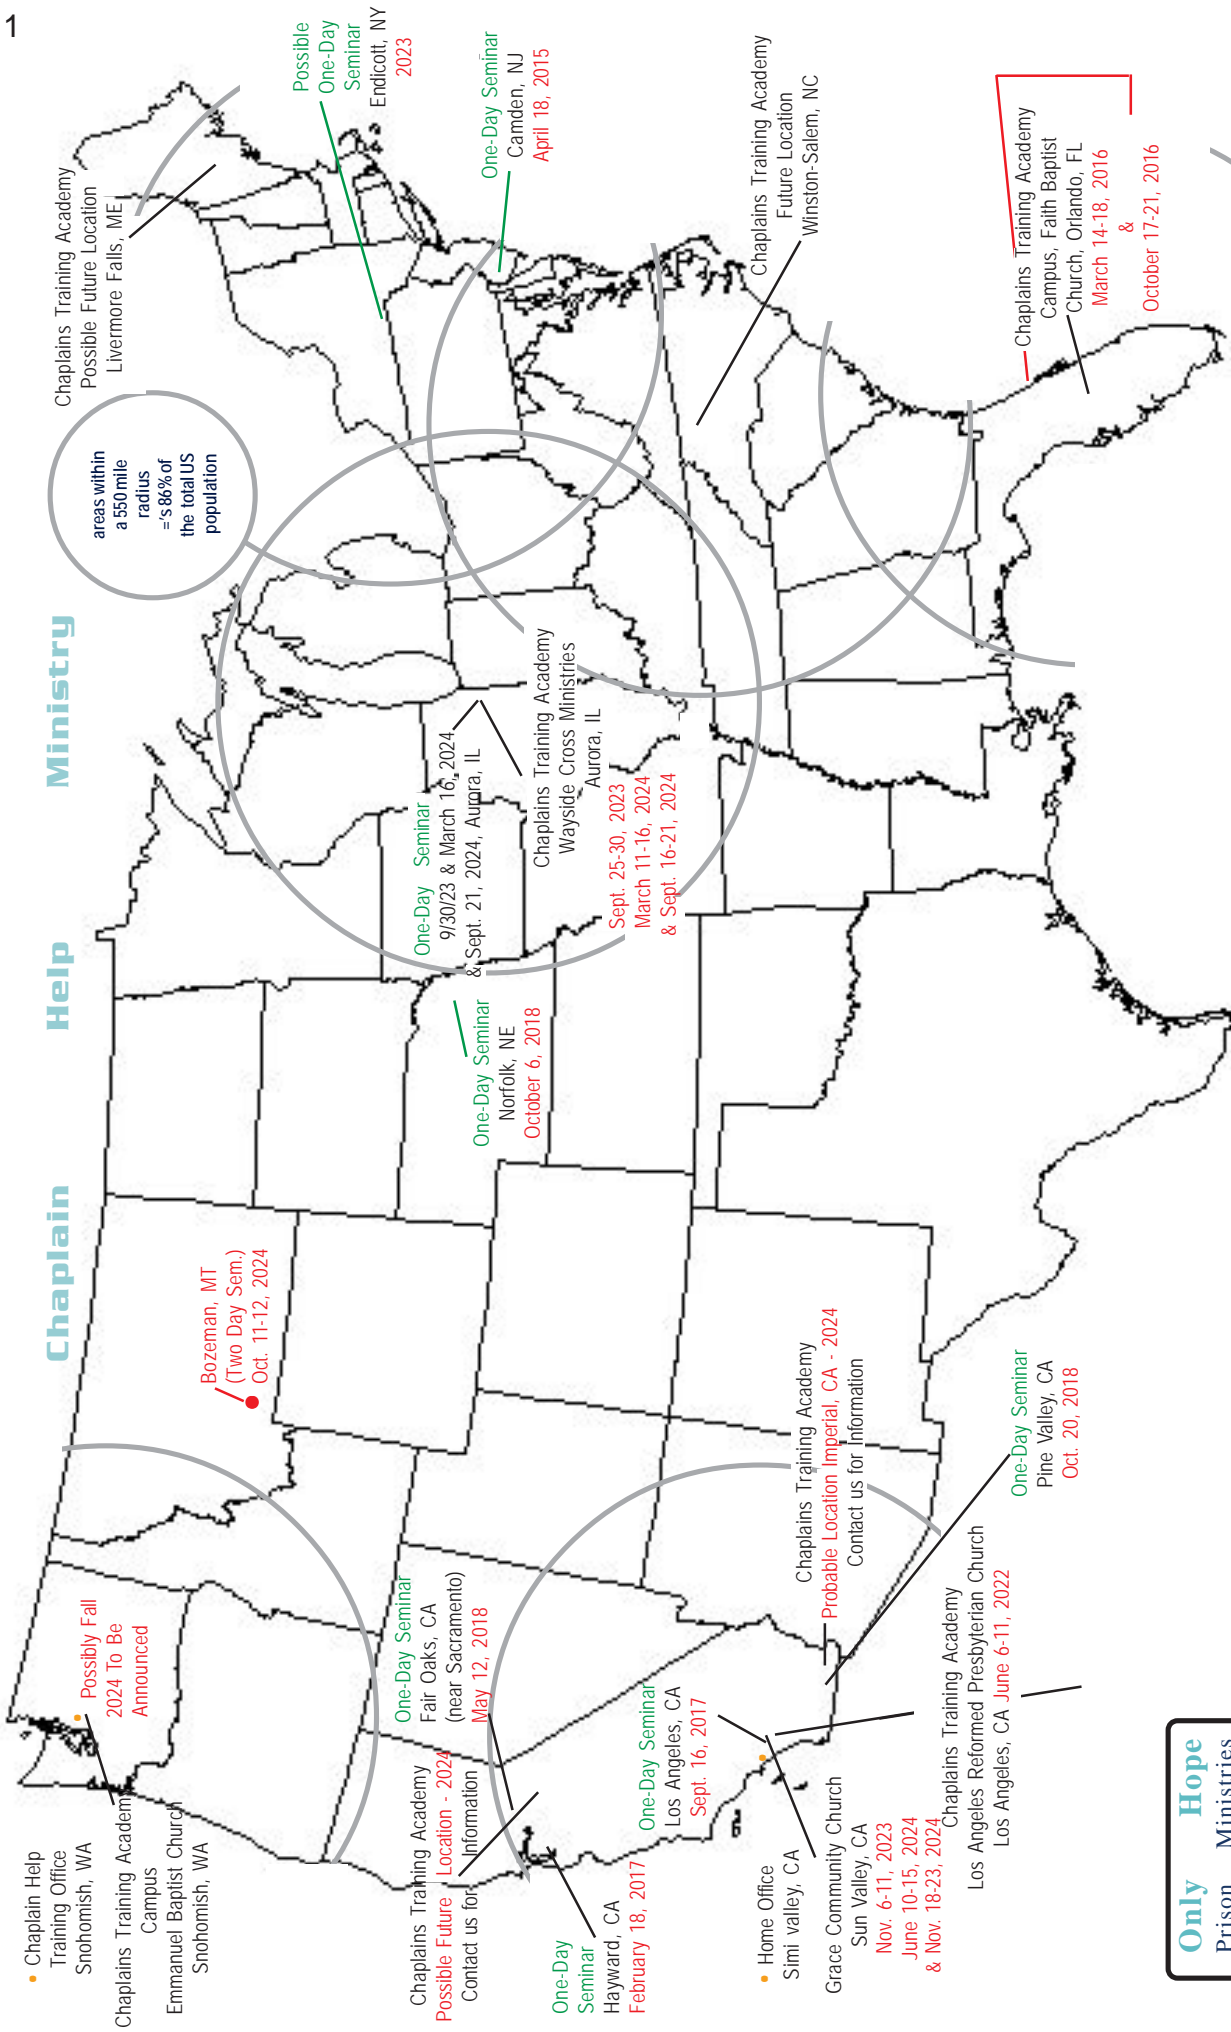 1
Chaplain Help Ministry
areas within
a 550 mile
radius
='s 86% of
the total US
population
Chaplains Training Academy
Possible Future Location
Livermore Falls, ME
Possible
One-Day
Seminar
Endicott, NY
2023
One-Day Seminar
Camden, NJ
April 18, 2015
Chaplains Training Academy
Future Location
Winston-Salem, NC
Chaplains Training Academy
Campus, Faith Baptist
Church, Orlando, FL
March 14-18, 2016
&
October 17-21, 2016
One-Day Seminar
9/30/23 & March 16, 2024
& Sept. 21, 2024, Aurora, IL
Chaplains Training Academy
Wayside Cross Ministries
Aurora, IL
Sept. 25-30, 2023
March 11-16, 2024
& Sept. 16-21, 2024
One-Day Seminar
Norfolk, NE
October 6, 2018
Bozeman, MT
(Two Day Sem.)
Oct. 11-12, 2024
Possibly Fall
2024 To Be
Announced
Chaplain Help
Training Office
Snohomish, WA
Chaplains Training Academy
Campus
Emmanuel Baptist Church
Snohomish, WA
One-Day Seminar
Fair Oaks, CA
(near Sacramento)
May 12, 2018
Chaplains Training Academy
Possible Future Location - 2024
Contact us for Information
One-Day
Seminar
Hayward, CA
February 18, 2017
One-Day Seminar
Los Angeles, CA
Sept. 16, 2017
Home Office
Simi valley, CA
Grace Community Church
Sun Valley, CA
Nov. 6-11, 2023
June 10-15, 2024
& Nov. 18-23, 2024
Chaplains Training Academy
Los Angeles Reformed Presbyterian Church
Los Angeles, CA June 6-11, 2022
Chaplains Training Academy
Probable Location Imperial, CA - 2024
Contact us for Information
One-Day Seminar
Pine Valley, CA
Oct. 20, 2018
Only Hope
Prison Ministries